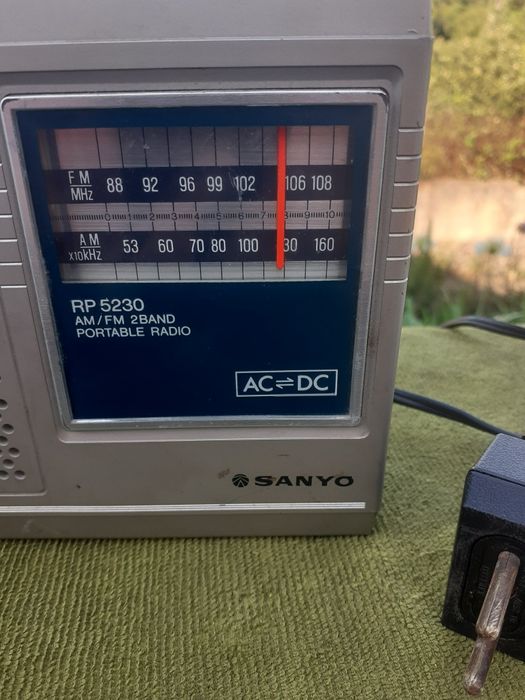 FM
MHz 88 92 96 99 102 106 108
0 1 2 3 4 5 6 7 8 9 10
AM
x10kHz 53 60 70 80 100 30 160
RP 5230
AM/FM 2BAND
PORTABLE RADIO
AC⇌DC
SANYO